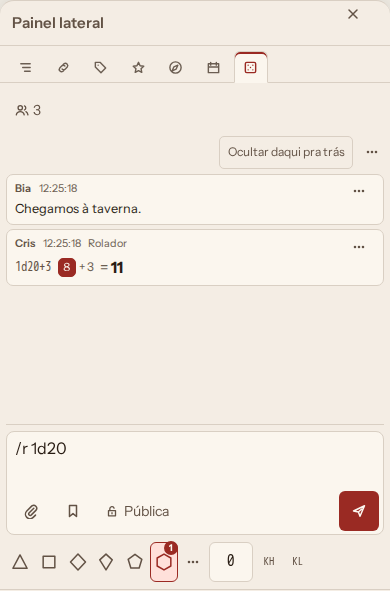 Painel lateral
3
Ocultar daqui pra trás
Bia 12:25:18
Chegamos à taverna.
Cris 12:25:18 Rolador
1d20+3 8 +3 =11
/r 1d20
Pública
1
0 KH KL